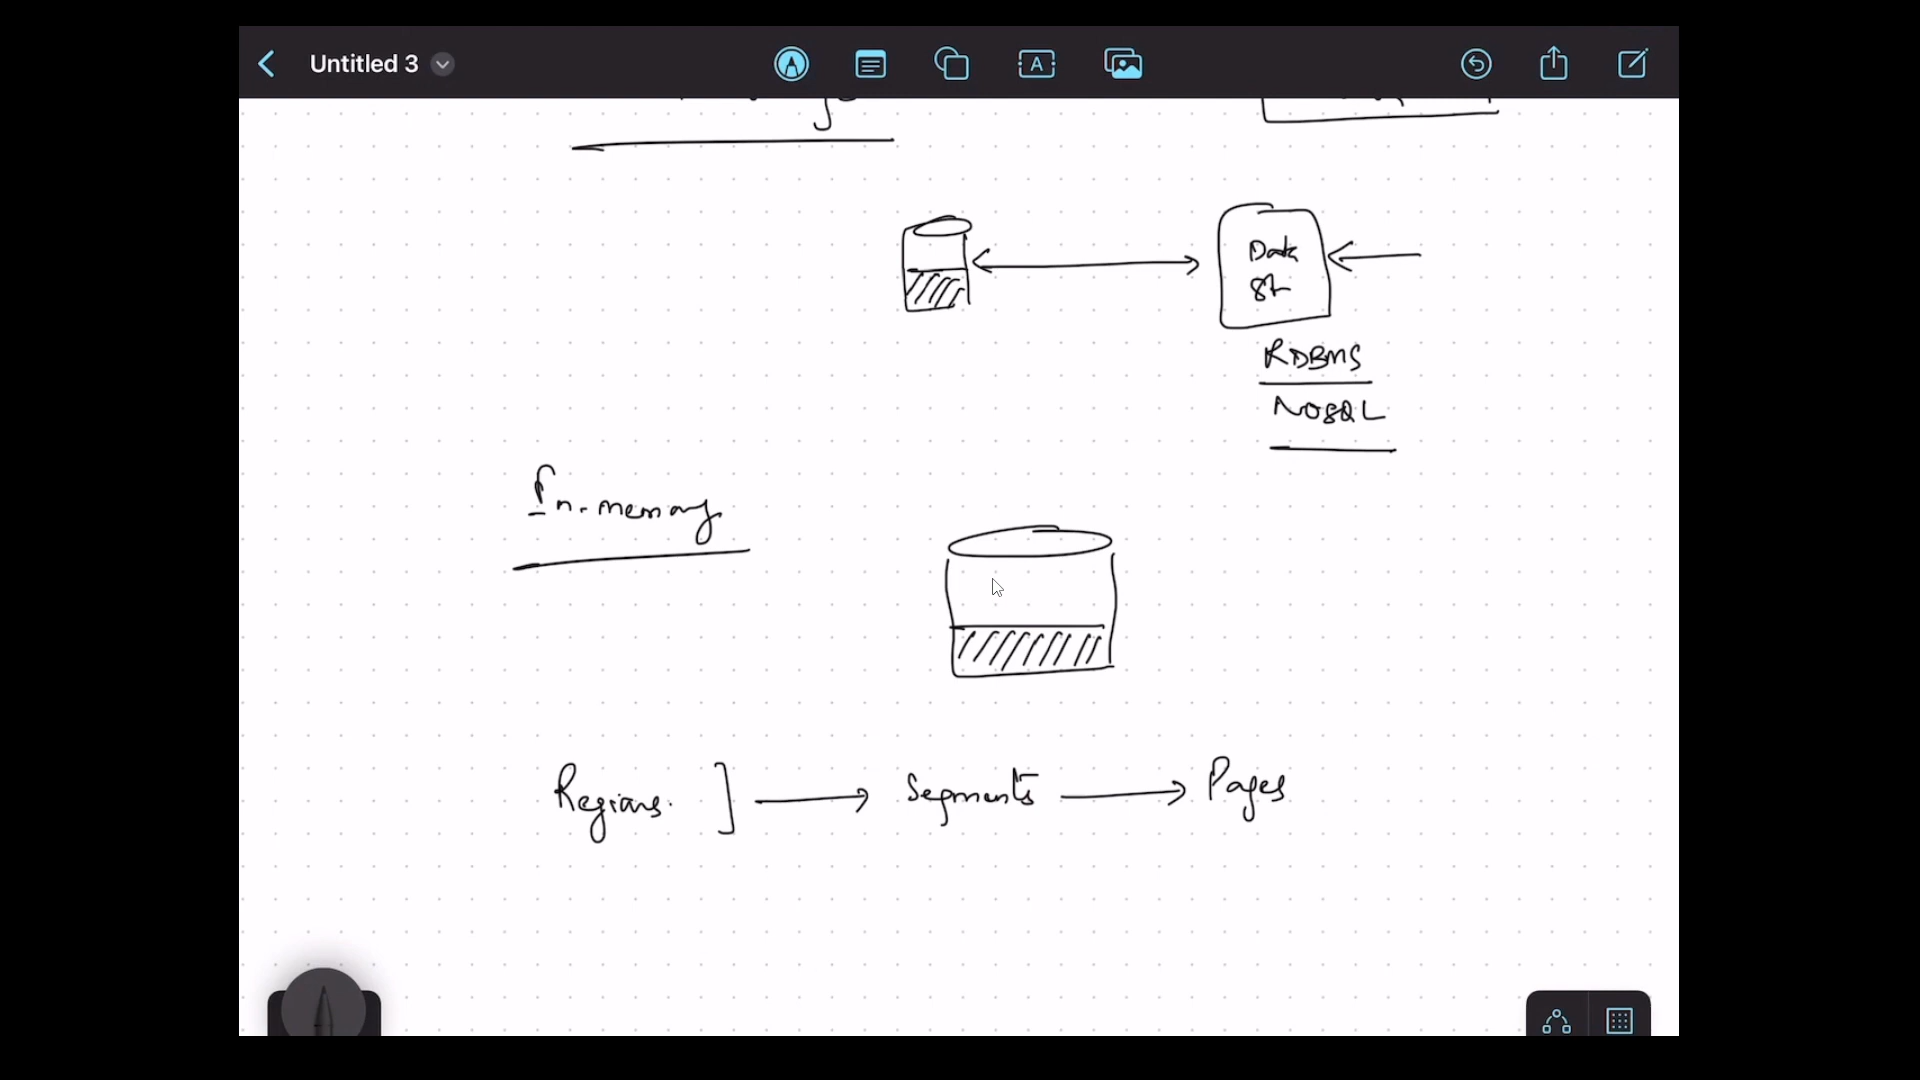 Untitled 3
Data
St
RDBMS
NoSQL
In-memory
Regions. ] → Segments → Pages